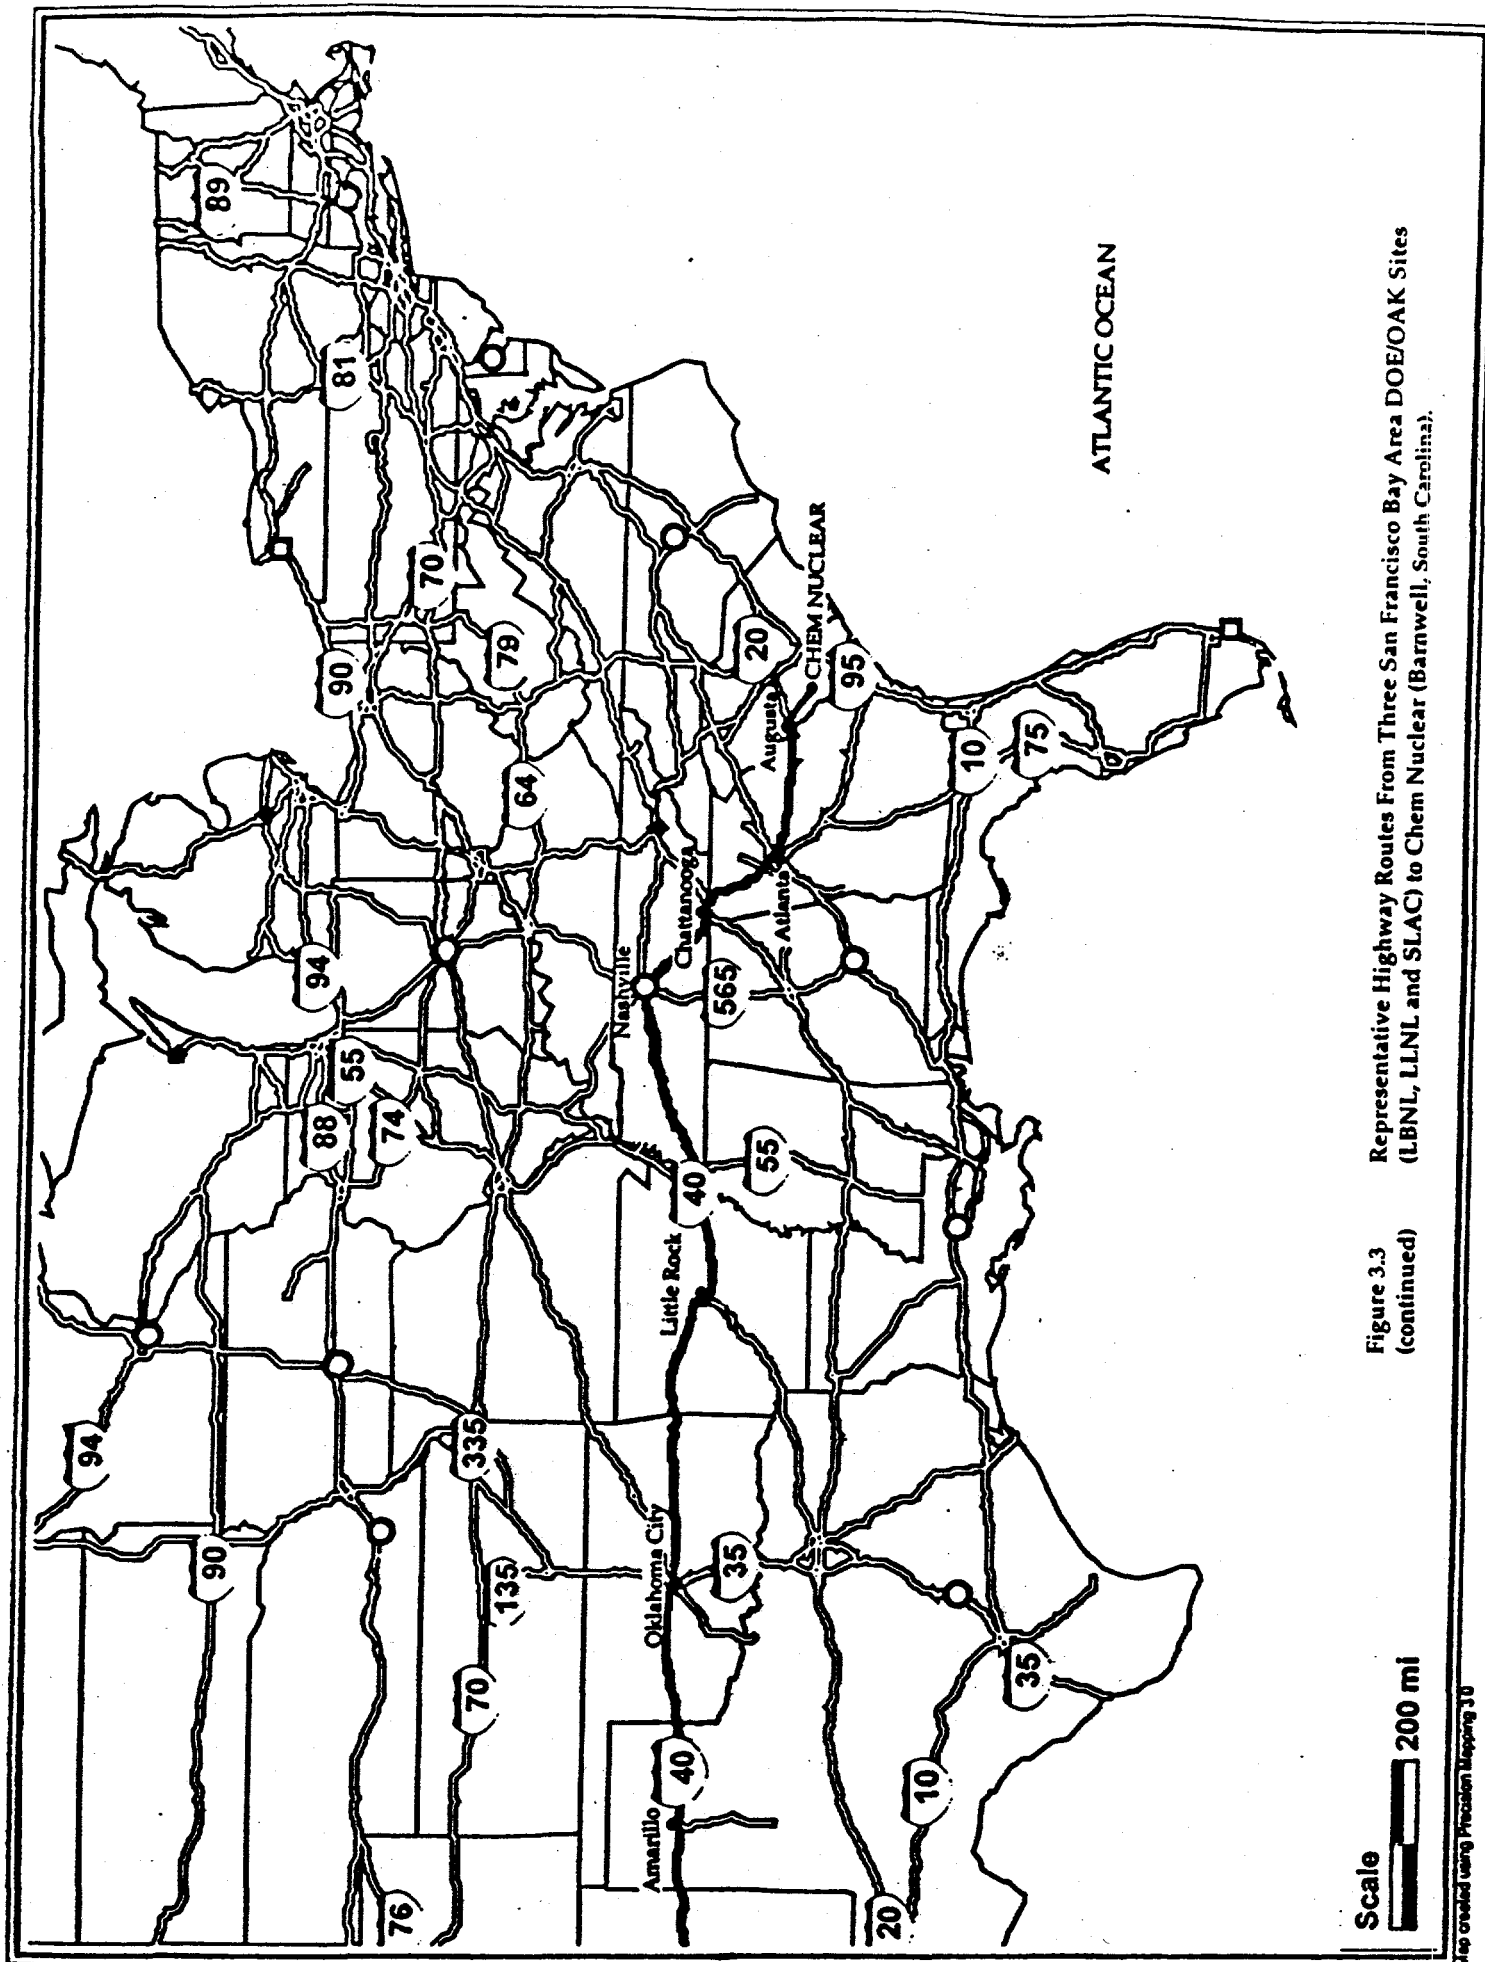 89
81
90
70
79
94
64
55
88
74
94
90
335
135
70
76
Nashville
Chattanooga
565
Atlanta
Augusta
20
CHEM NUCLEAR
95
10
75
40
55
Little Rock
Oklahoma City
35
40
Amarillo
20
10
35
ATLANTIC OCEAN
Scale
200 mi
Figure 3.3
(continued)
Representative Highway Routes From Three San Francisco Bay Area DOE/OAK Sites
(LBNL, LLNL and SLAC) to Chem Nuclear (Barnwell, South Carolina).
Map created using Precision Mapping 3.0